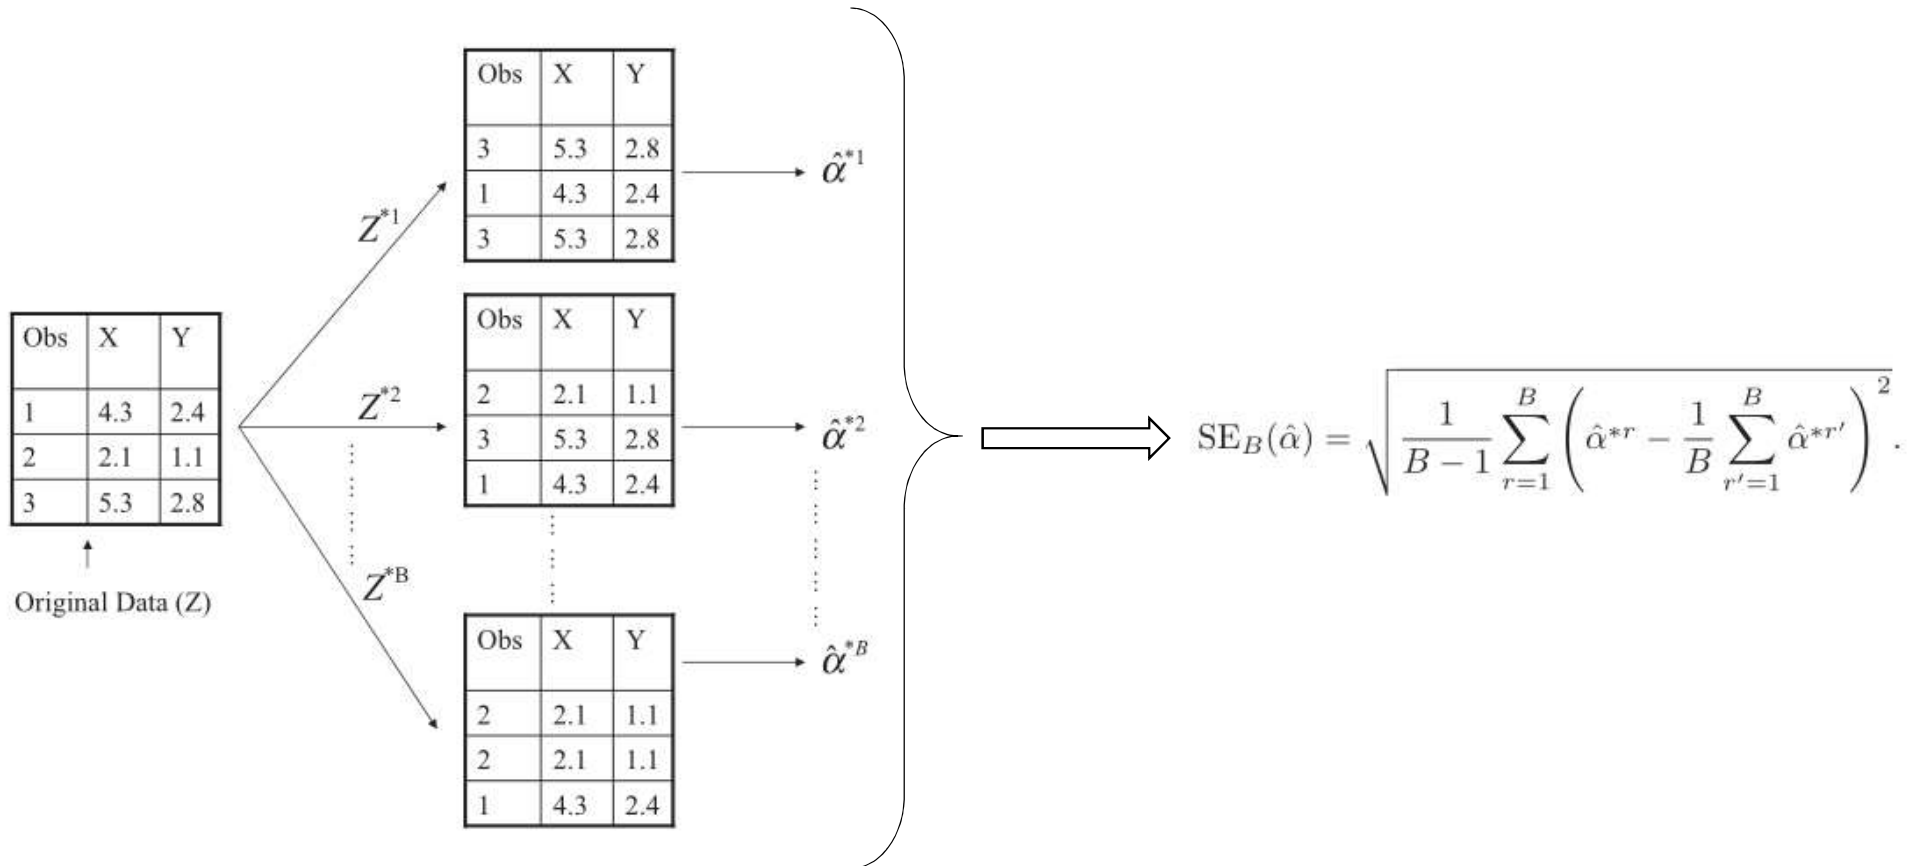 Obs X Y
1 4.3 2.4
2 2.1 1.1
3 5.3 2.8
Original Data (Z)
Z*1
Z*2
Z*B
Obs X Y
3 5.3 2.8
1 4.3 2.4
3 5.3 2.8
α̂*1
Obs X Y
2 2.1 1.1
3 5.3 2.8
1 4.3 2.4
α̂*2
Obs X Y
2 2.1 1.1
2 2.1 1.1
1 4.3 2.4
α̂*B
SE_B(α̂) = √(1/(B − 1) ∑_{r=1}^{B} (α̂^{*r} − 1/B ∑_{r′=1}^{B} α̂^{*r′})^2).